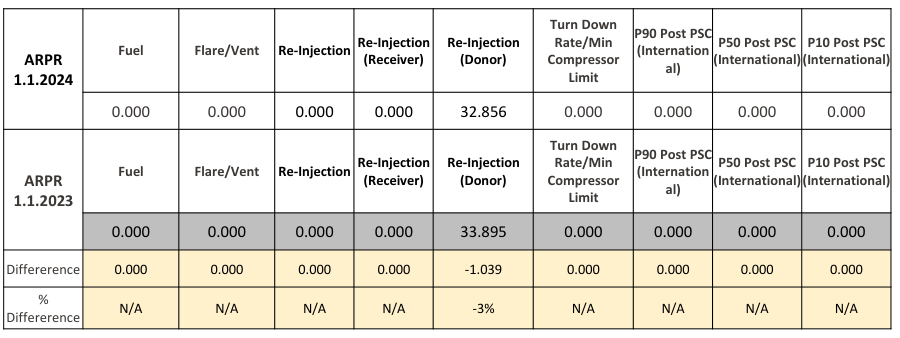 ARPR 1.1.2024
Fuel
Flare/Vent
Re-Injection
Re-Injection (Receiver)
Re-Injection (Donor)
Turn Down Rate/Min Compressor Limit
P90 Post PSC (International)
P50 Post PSC (International)
P10 Post PSC (International)
0.000 0.000 0.000 0.000 32.856 0.000 0.000 0.000 0.000
ARPR 1.1.2023
Fuel
Flare/Vent
Re-Injection
Re-Injection (Receiver)
Re-Injection (Donor)
Turn Down Rate/Min Compressor Limit
P90 Post PSC (International)
P50 Post PSC (International)
P10 Post PSC (International)
0.000 0.000 0.000 0.000 33.895 0.000 0.000 0.000 0.000
Differerence 0.000 0.000 0.000 0.000 -1.039 0.000 0.000 0.000 0.000
% Differerence N/A N/A N/A N/A -3% N/A N/A N/A N/A